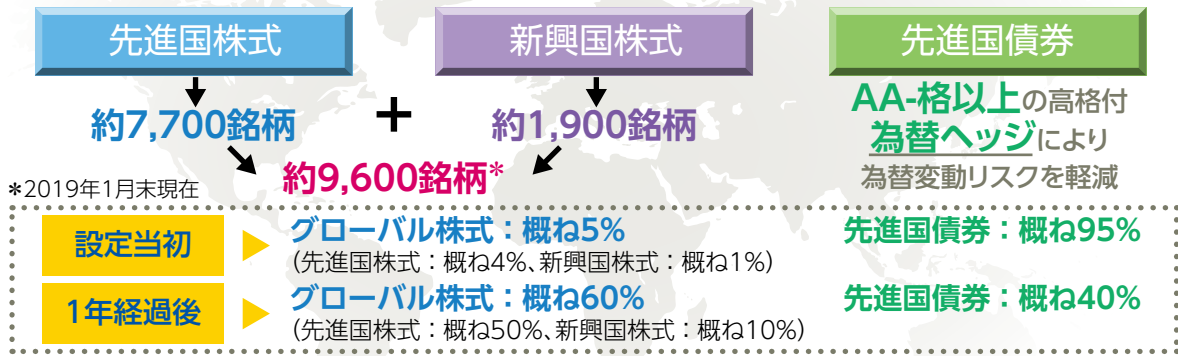 先進国株式
新興国株式
先進国債券
約7,700銘柄
+
約1,900銘柄
AA-格以上の高格付
為替ヘッジにより
為替変動リスクを軽減
約9,600銘柄*
*2019年1月末現在
設定当初
グローバル株式：概ね5%
(先進国株式：概ね4%、新興国株式：概ね1%)
先進国債券：概ね95%
1年経過後
グローバル株式：概ね60%
(先進国株式：概ね50%、新興国株式：概ね10%)
先進国債券：概ね40%